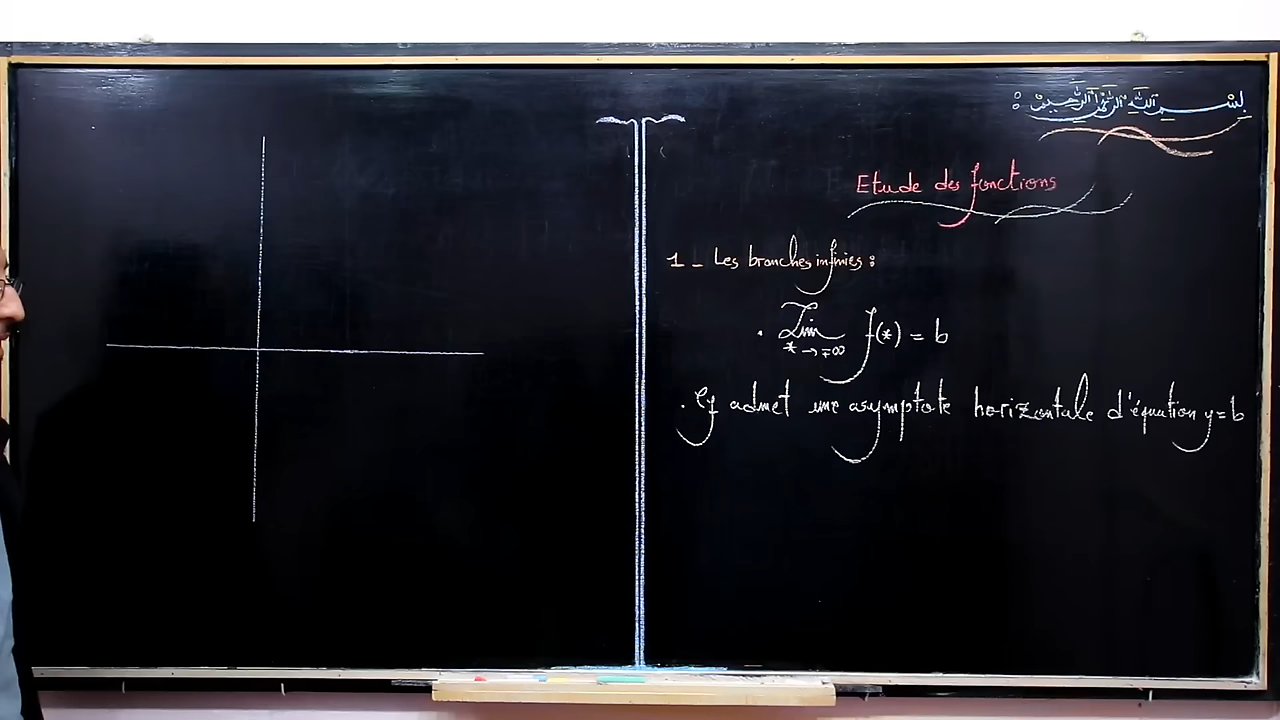 بسم الله الرحمن الرحيم :
Etude des fonctions
1 - Les branches infinies :
. Lim f(x) = b
x → +∞
. Cf admet une asymptote horizontale d'équation y = b